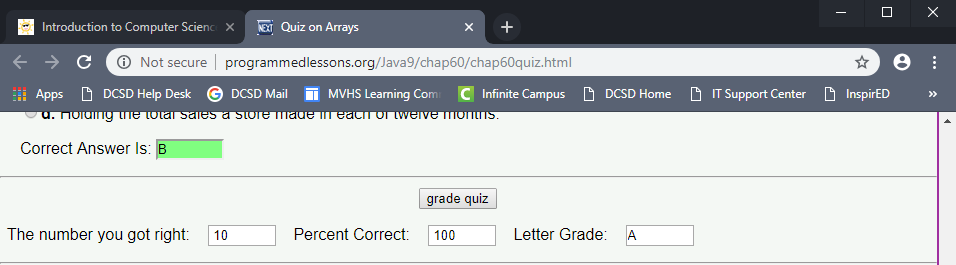 Introduction to Computer Scienc
Quiz on Arrays
Not secure | programmedlessons.org/Java9/chap60/chap60quiz.html
Apps DCSD Help Desk DCSD Mail MVHS Learning Com Infinite Campus DCSD Home IT Support Center InspirED »
d. Holding the total sales a store made in each of twelve months.
Correct Answer Is: B
grade quiz
The number you got right: 10 Percent Correct: 100 Letter Grade: A